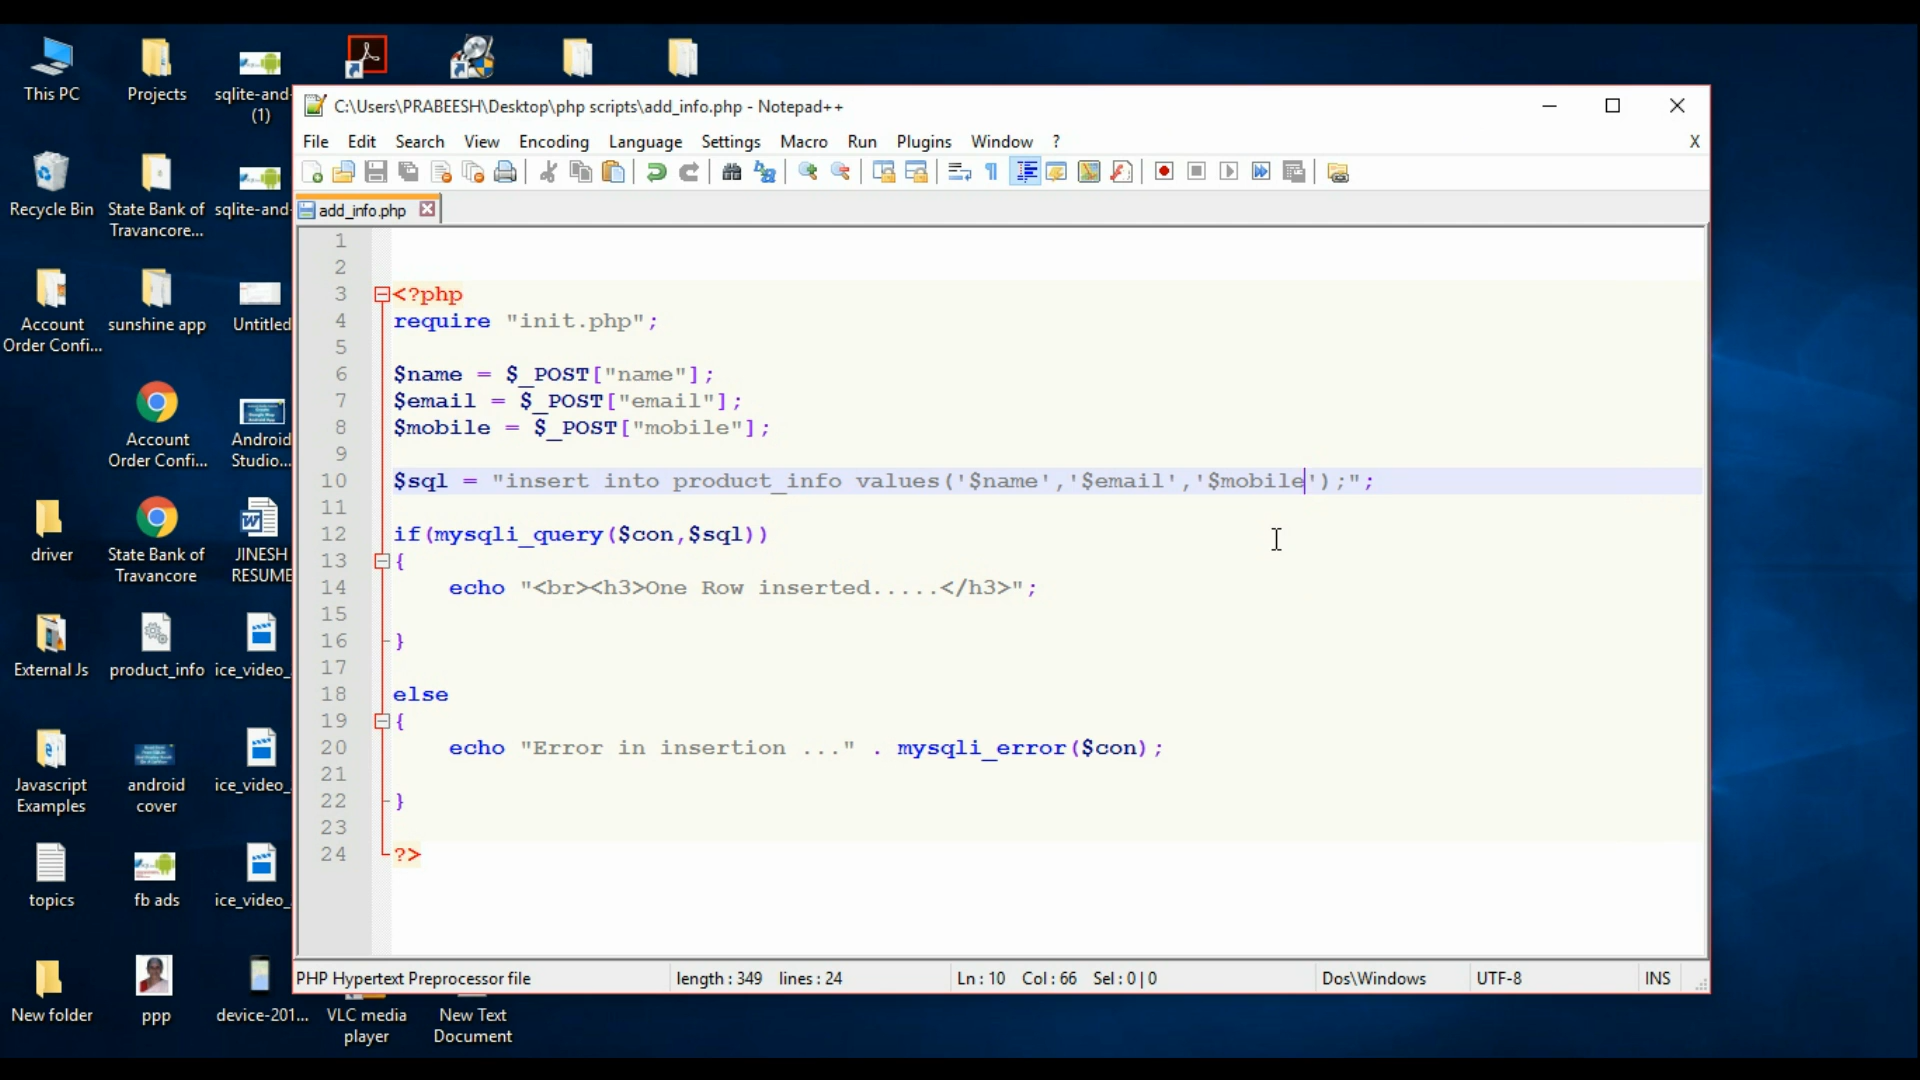 This PC
Projects
sqlite-and-
(1)
Recycle Bin
State Bank of
Travancore...
sqlite-and-
Account
Order Confi...
sunshine app
Untitled
Account
Order Confi...
Android
Studio...
driver
State Bank of
Travancore
JINESH
RESUME
External Js
product_info
ice_video_
Javascript
Examples
android
cover
ice_video_
topics
fb ads
ice_video_
New folder
ppp
device-201...
VLC media
player
New Text
Document
C:\Users\PRABEESH\Desktop\php scripts\add_info.php - Notepad++
File Edit Search View Encoding Language Settings Macro Run Plugins Window ? X
add_info.php
1
2
3 <?php
4 require "init.php";
5
6 $name = $_POST["name"];
7 $email = $_POST["email"];
8 $mobile = $_POST["mobile"];
9
10 $sql = "insert into product_info values('$name','$email','$mobile');";
11
12 if(mysqli_query($con,$sql))
13 {
14 echo "<br><h3>One Row inserted.....</h3>";
15
16 }
17
18 else
19 {
20 echo "Error in insertion ..." . mysqli_error($con);
21
22 }
23
24 ?>
PHP Hypertext Preprocessor file length : 349 lines : 24 Ln : 10 Col : 66 Sel : 0 | 0 Dos\Windows UTF-8 INS